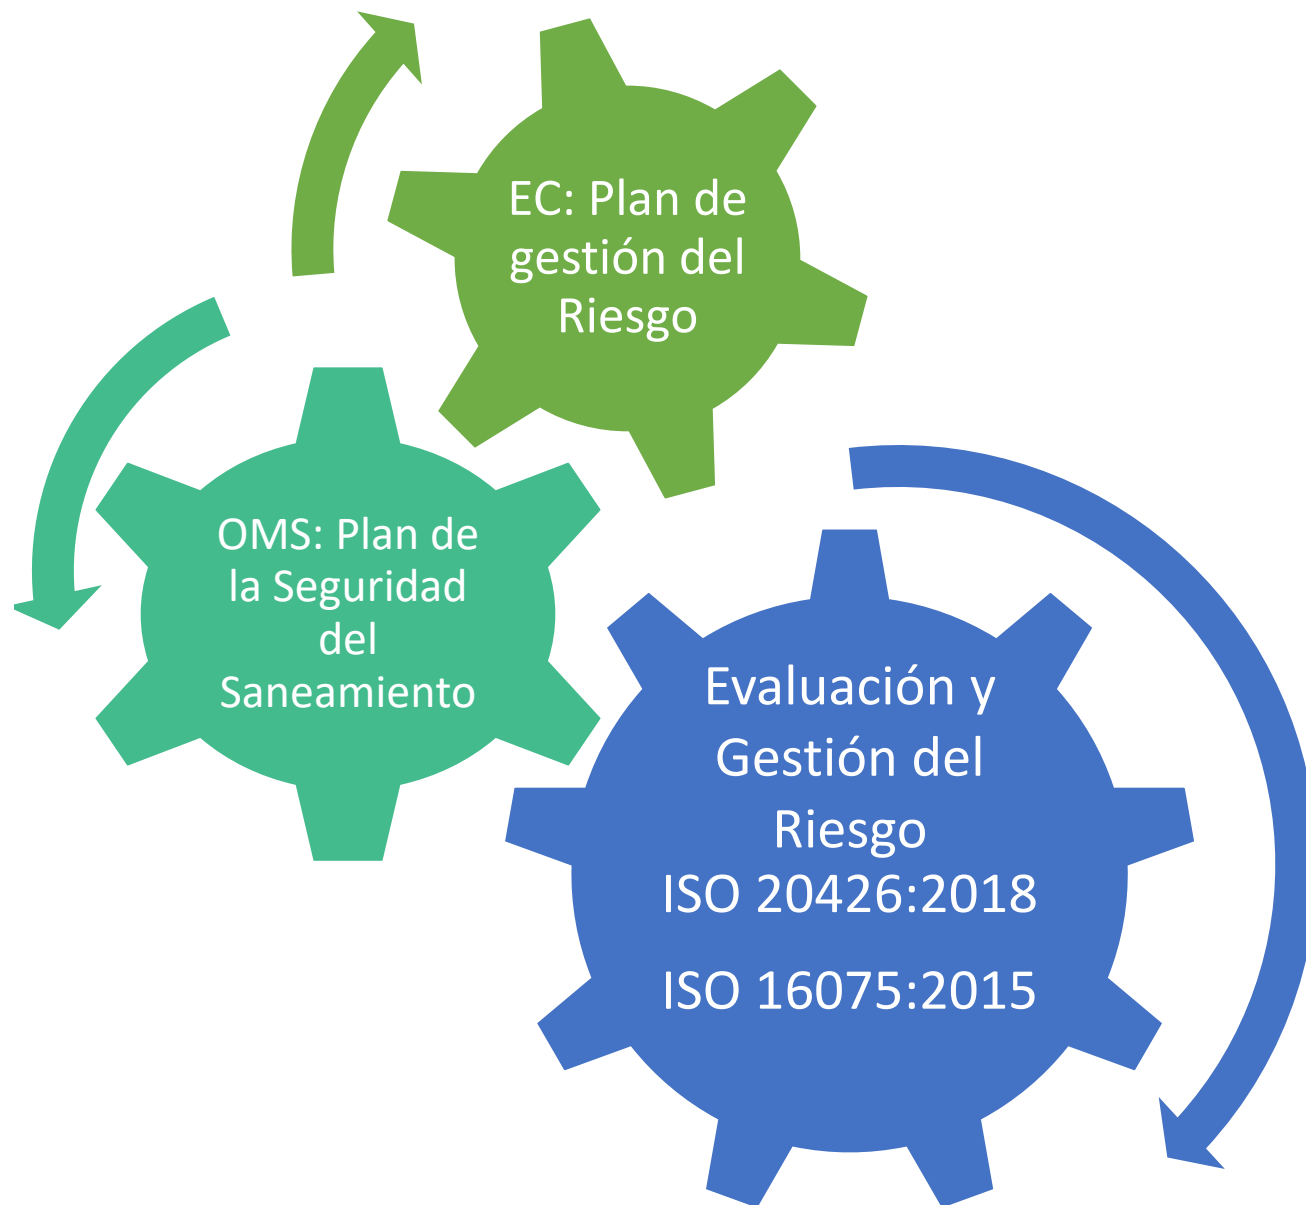 EC: Plan de
gestión del
Riesgo
OMS: Plan de
la Seguridad
del
Saneamiento
Evaluación y
Gestión del
Riesgo
ISO 20426:2018
ISO 16075:2015